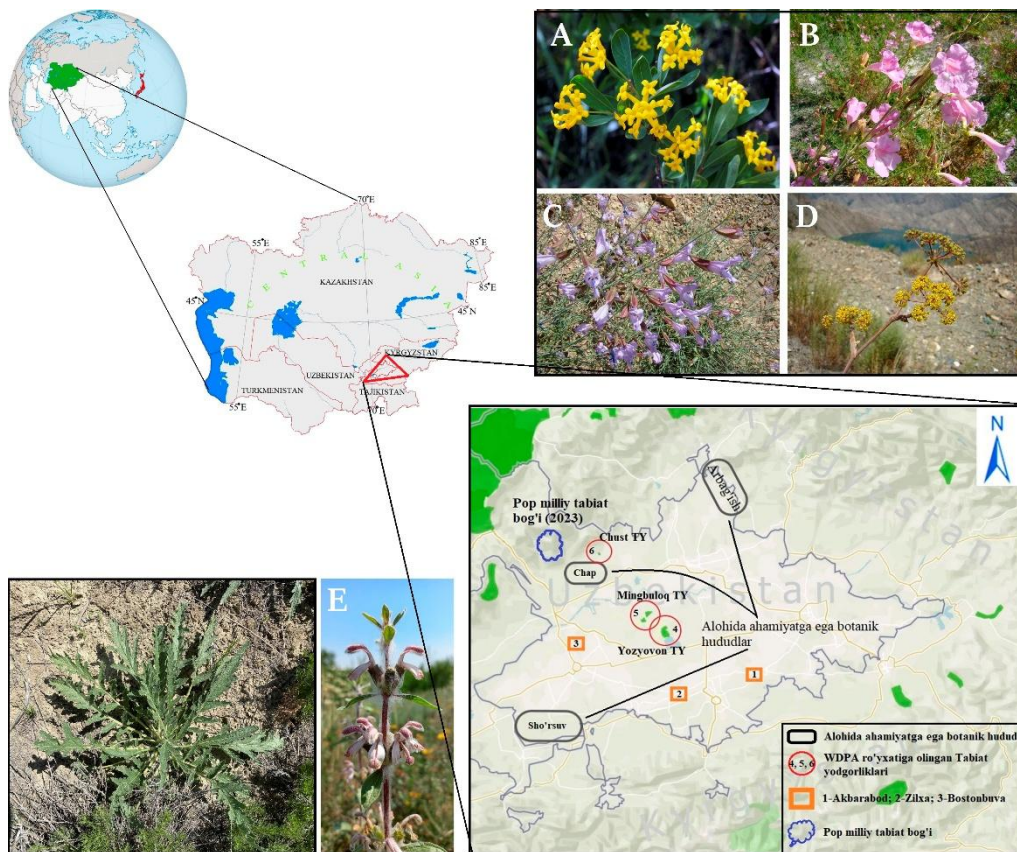 A
B
C
D
E
70°E
55°E
85°E
85°E
45°N
45°N
CENTRAL ASIA
KAZAKHSTAN
KYRGYZSTAN
UZBEKISTAN
TURKMENISTAN
TAJIKISTAN
55°E
70°E
N
Kyrgyzstan
Arbag'ish
Pop milliy tabiat
bog'i (2023)
Chust TY
6
Chap
Uzbekistan
Mingbuloq TY
5
4
Yozyovon TY
Alohida ahamiyatga ega botanik
hududlar
3
1
2
Sho'rsuv
Alohida ahamiyatga ega botanik hudud
4, 5, 6
WDPA ro'yxatiga olingan Tabiat
yodgorliklari
1-Akbarabod; 2-Zilxa; 3-Bostonbuva
Pop milliy tabiat bog'i